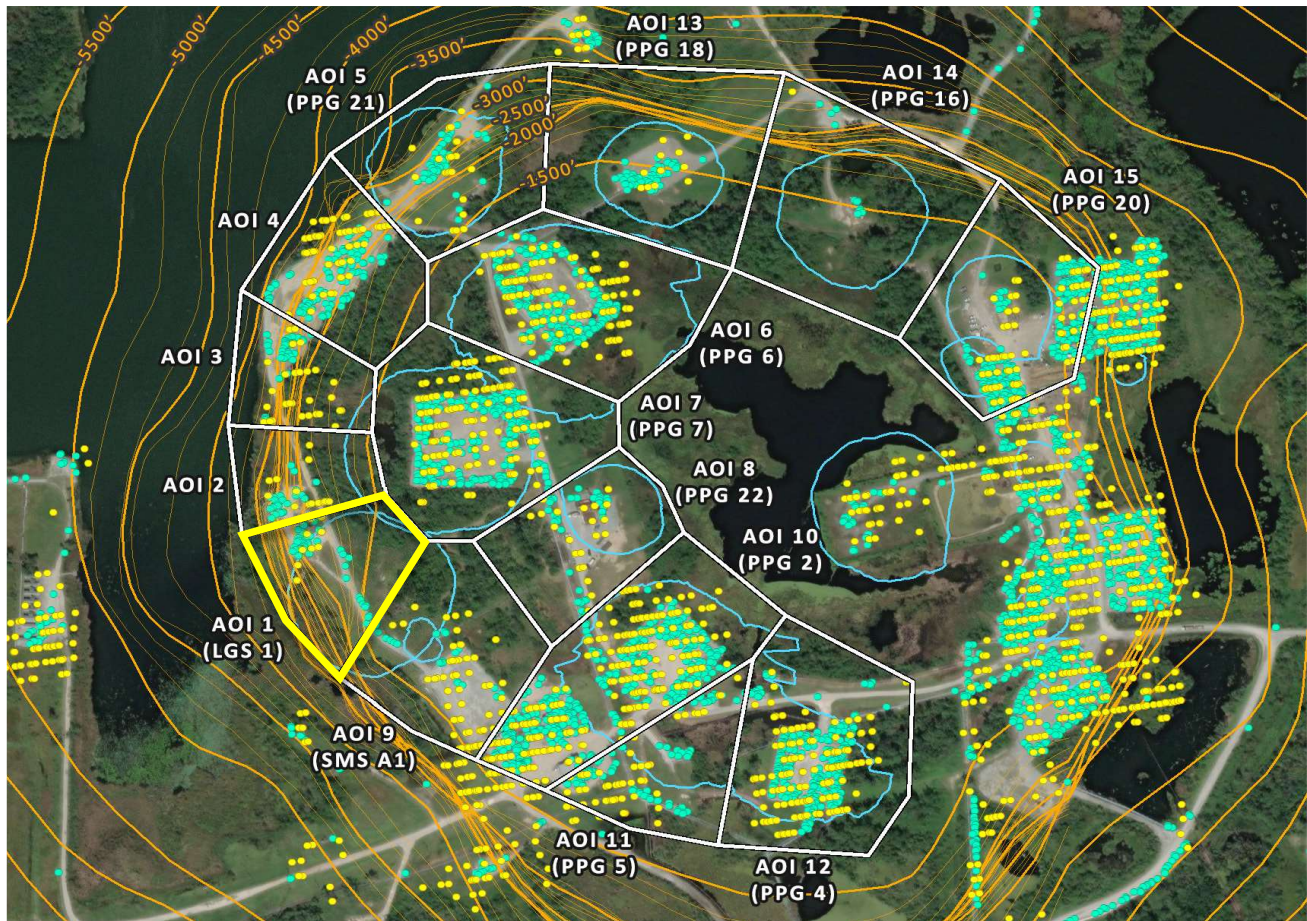 AOI 13
(PPG 18)
-5500'
-5000'
-4500'
-4000'
-3500'
AOI 5
(PPG 21)
AOI 14
(PPG 16)
-3000'
-2500'
-2000'
-1500'
AOI 15
(PPG 20)
AOI 4
AOI 3
AOI 6
(PPG 6)
AOI 7
(PPG 7)
AOI 2
AOI 8
(PPG 22)
AOI 10
(PPG 2)
AOI 1
(LGS 1)
AOI 9
(SMS A1)
AOI 11
(PPG 5)
AOI 12
(PPG 4)